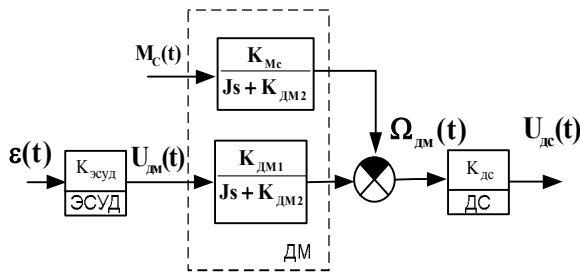 M_C(t)
K_Mc
Js + K_ДМ2
ε(t)
K_эсуд
ЭСУД
U_дм(t)
K_ДМ1
Js + K_ДМ2
ДМ
Ω_дм(t)
K_дс
ДС
U_дс(t)